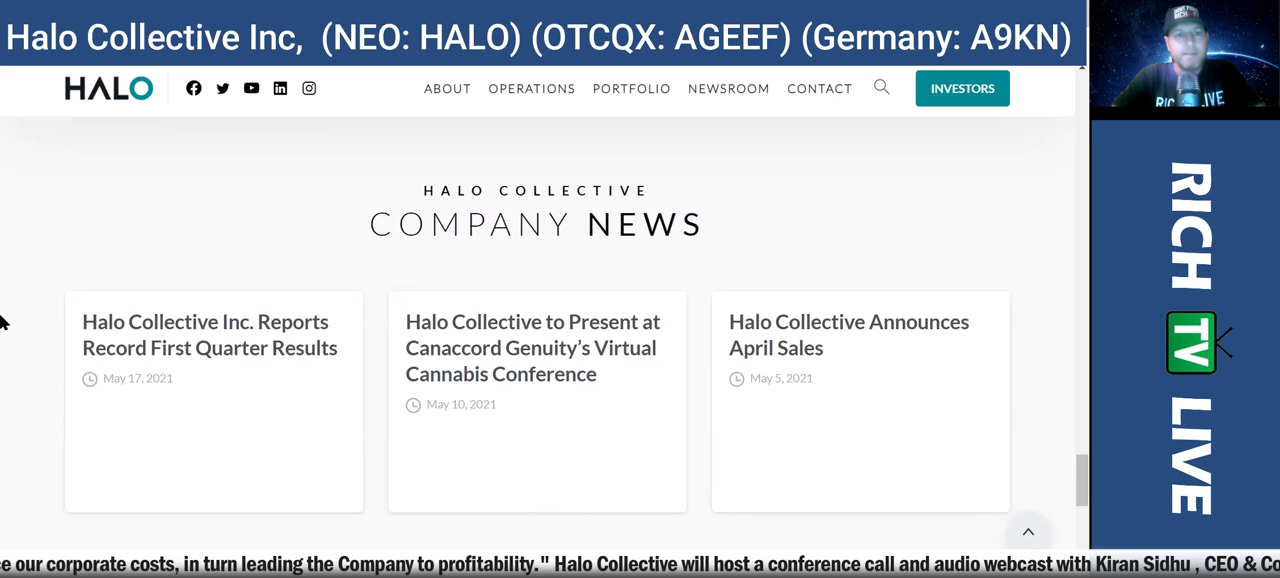 Halo Collective Inc, (NEO: HALO) (OTCQX: AGEEF) (Germany: A9KN)
HALO
ABOUT OPERATIONS PORTFOLIO NEWSROOM CONTACT INVESTORS
HALO COLLECTIVE
COMPANY NEWS
Halo Collective Inc. Reports
Record First Quarter Results
May 17, 2021
Halo Collective to Present at
Canaccord Genuity’s Virtual
Cannabis Conference
May 10, 2021
Halo Collective Announces
April Sales
May 5, 2021
RICH TV LIVE
our corporate costs, in turn leading the Company to profitability." Halo Collective will host a conference call and audio webcast with Kiran Sidhu , CEO &